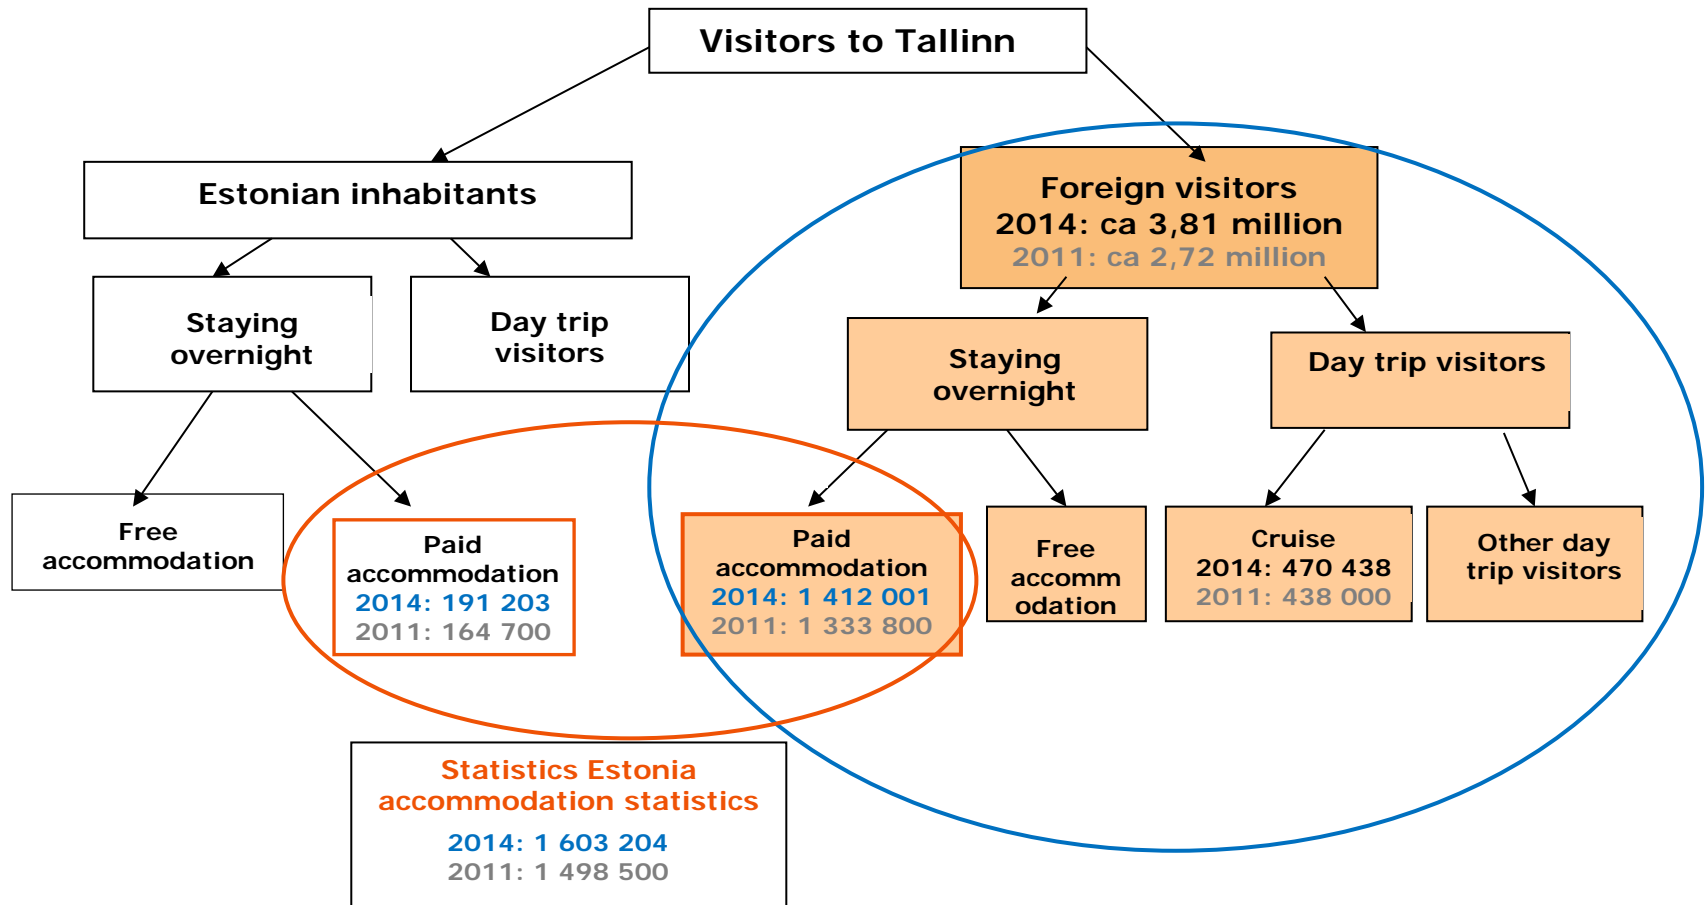 Visitors to Tallinn
Estonian inhabitants
Foreign visitors
2014: ca 3,81 million
2011: ca 2,72 million
Staying
overnight
Day trip
visitors
Staying
overnight
Day trip visitors
Free
accommodation
Paid
accommodation
2014: 191 203
2011: 164 700
Paid
accommodation
2014: 1 412 001
2011: 1 333 800
Free
accomm
odation
Cruise
2014: 470 438
2011: 438 000
Other day
trip visitors
Statistics Estonia
accommodation statistics
2014: 1 603 204
2011: 1 498 500